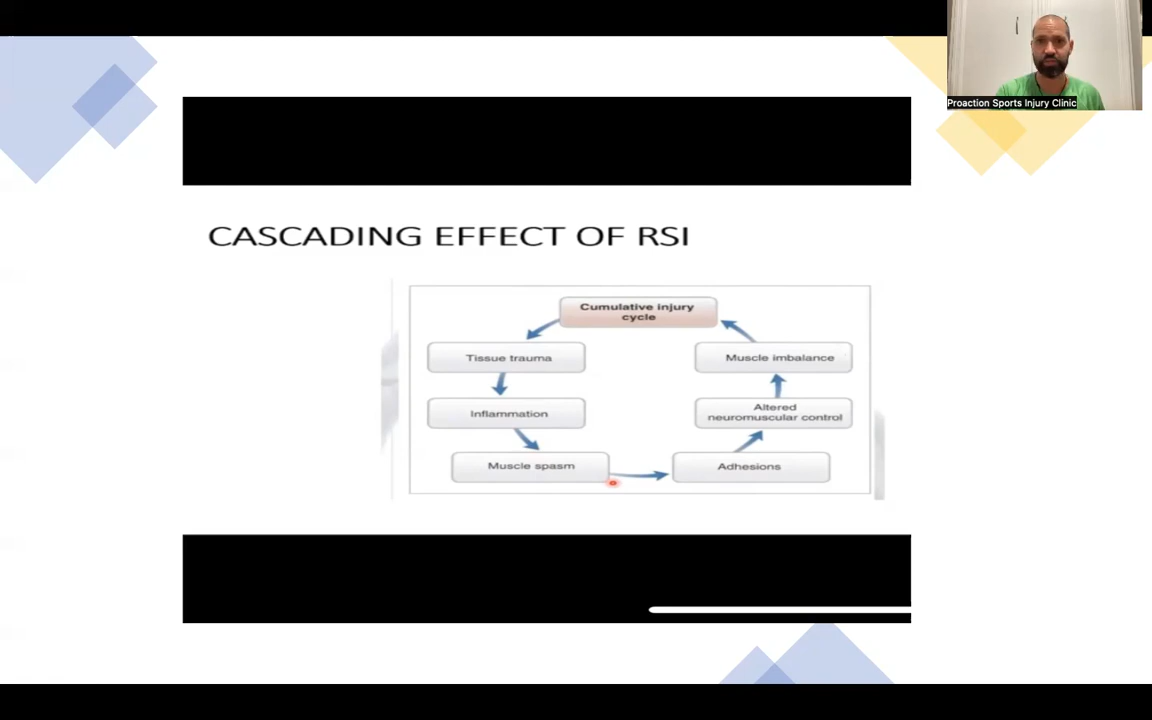 Proaction Sports Injury Clinic
CASCADING EFFECT OF RSI
Cumulative injury
cycle
Tissue trauma
Muscle imbalance
Inflammation
Altered
neuromuscular control
Muscle spasm
Adhesions